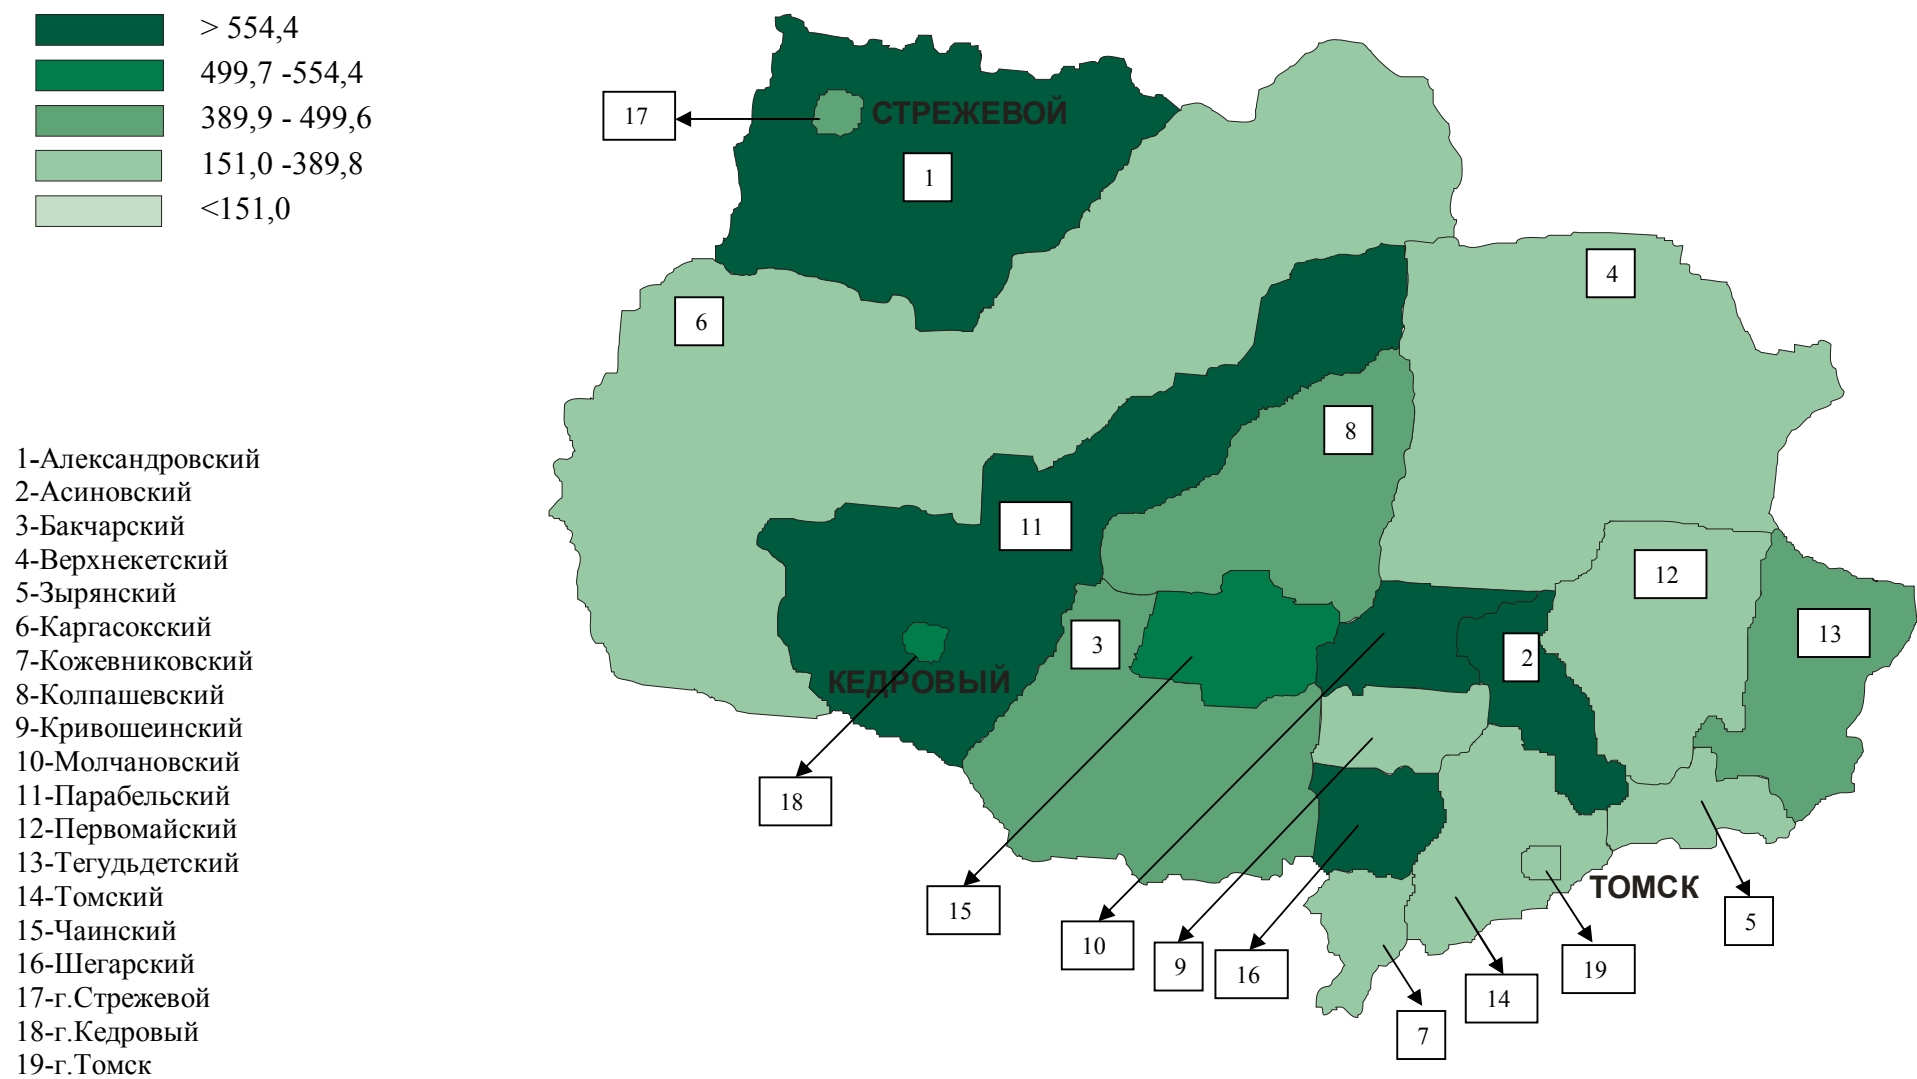 > 554,4
499,7 -554,4
389,9 - 499,6
151,0 -389,8
<151,0
17
СТРЕЖЕВОЙ
1
4
6
8
11
12
13
3
2
КЕДРОВЫЙ
18
15
10
9
16
ТОМСК
5
19
14
7
1-Александровский
2-Асиновский
3-Бакчарский
4-Верхнекетский
5-Зырянский
6-Каргасокский
7-Кожевниковский
8-Колпашевский
9-Кривошеинский
10-Молчановский
11-Парабельский
12-Первомайский
13-Тегудьдетский
14-Томский
15-Чаинский
16-Шегарский
17-г.Стрежевой
18-г.Кедровый
19-г.Томск